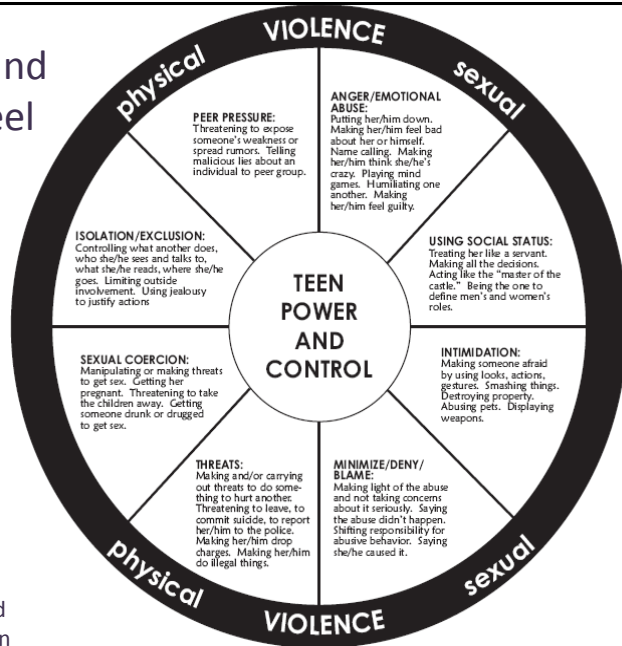 nd
eel
physical
VIOLENCE
sexual
PEER PRESSURE:
Threatening to expose
someone's weakness or
spread rumors. Telling
malicious lies about an
individual to peer group.
ANGER/EMOTIONAL
ABUSE:
Putting her/him down.
Making her/him feel bad
about her or himself.
Name calling. Making
her/him think she/he's
crazy. Playing mind
games. Humiliating one
another. Making
her/him feel guilty.
ISOLATION/EXCLUSION:
Controlling what another does,
who she/he sees and talks to,
what she/he reads, where she/he
goes. Limiting outside
involvement. Using jealousy
to justify actions
USING SOCIAL STATUS:
Treating her like a servant.
Making all the decisions.
Acting like the "master of the
castle." Being the one to
define men's and women's
roles.
TEEN
POWER
AND
CONTROL
SEXUAL COERCION:
Manipulating or making threats
to get sex. Getting her
pregnant. Threatening to take
the children away. Getting
someone drunk or drugged
to get sex.
INTIMIDATION:
Making someone afraid
by using looks, actions,
gestures. Smashing things.
Destroying property.
Abusing pets. Displaying
weapons.
THREATS:
Making and/or carrying
out threats to do some-
thing to hurt another.
Threatening to leave, to
commit suicide, to report
her/him to the police.
Making her/him drop
charges. Making her/him
do illegal things.
MINIMIZE/DENY/
BLAME:
Making light of the abuse
and not taking concerns
about it seriously. Saying
the abuse didn't happen.
Shifting responsibility for
abusive behavior. Saying
she/he caused it.
physical
VIOLENCE
sexual
d
n